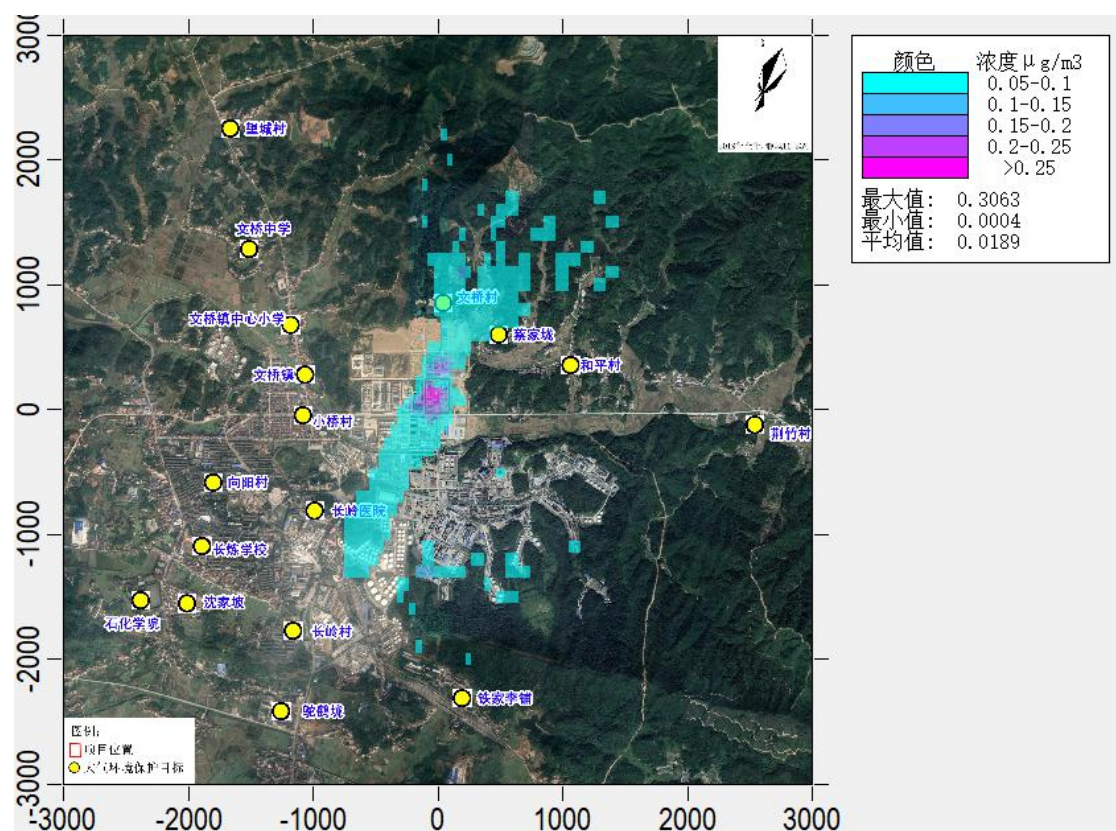 3000
2000
1000
0
-1000
-2000
-3000
-3000
-2000
-1000
0
1000
2000
3000
望城村
文桥中学
文桥村
文桥镇中心小学
蔡家垅
和平村
文桥镇
小桥村
荆竹村
向阳村
长岭医院
长炼学校
沈家坡
石化学院
长岭村
铁家李铺
鸵鹤垅
图例:
项目位置
大气环境保护目标
颜色 浓度μg/m3
0.05-0.1
0.1-0.15
0.15-0.2
0.2-0.25
>0.25
最大值: 0.3063
最小值: 0.0004
平均值: 0.0189